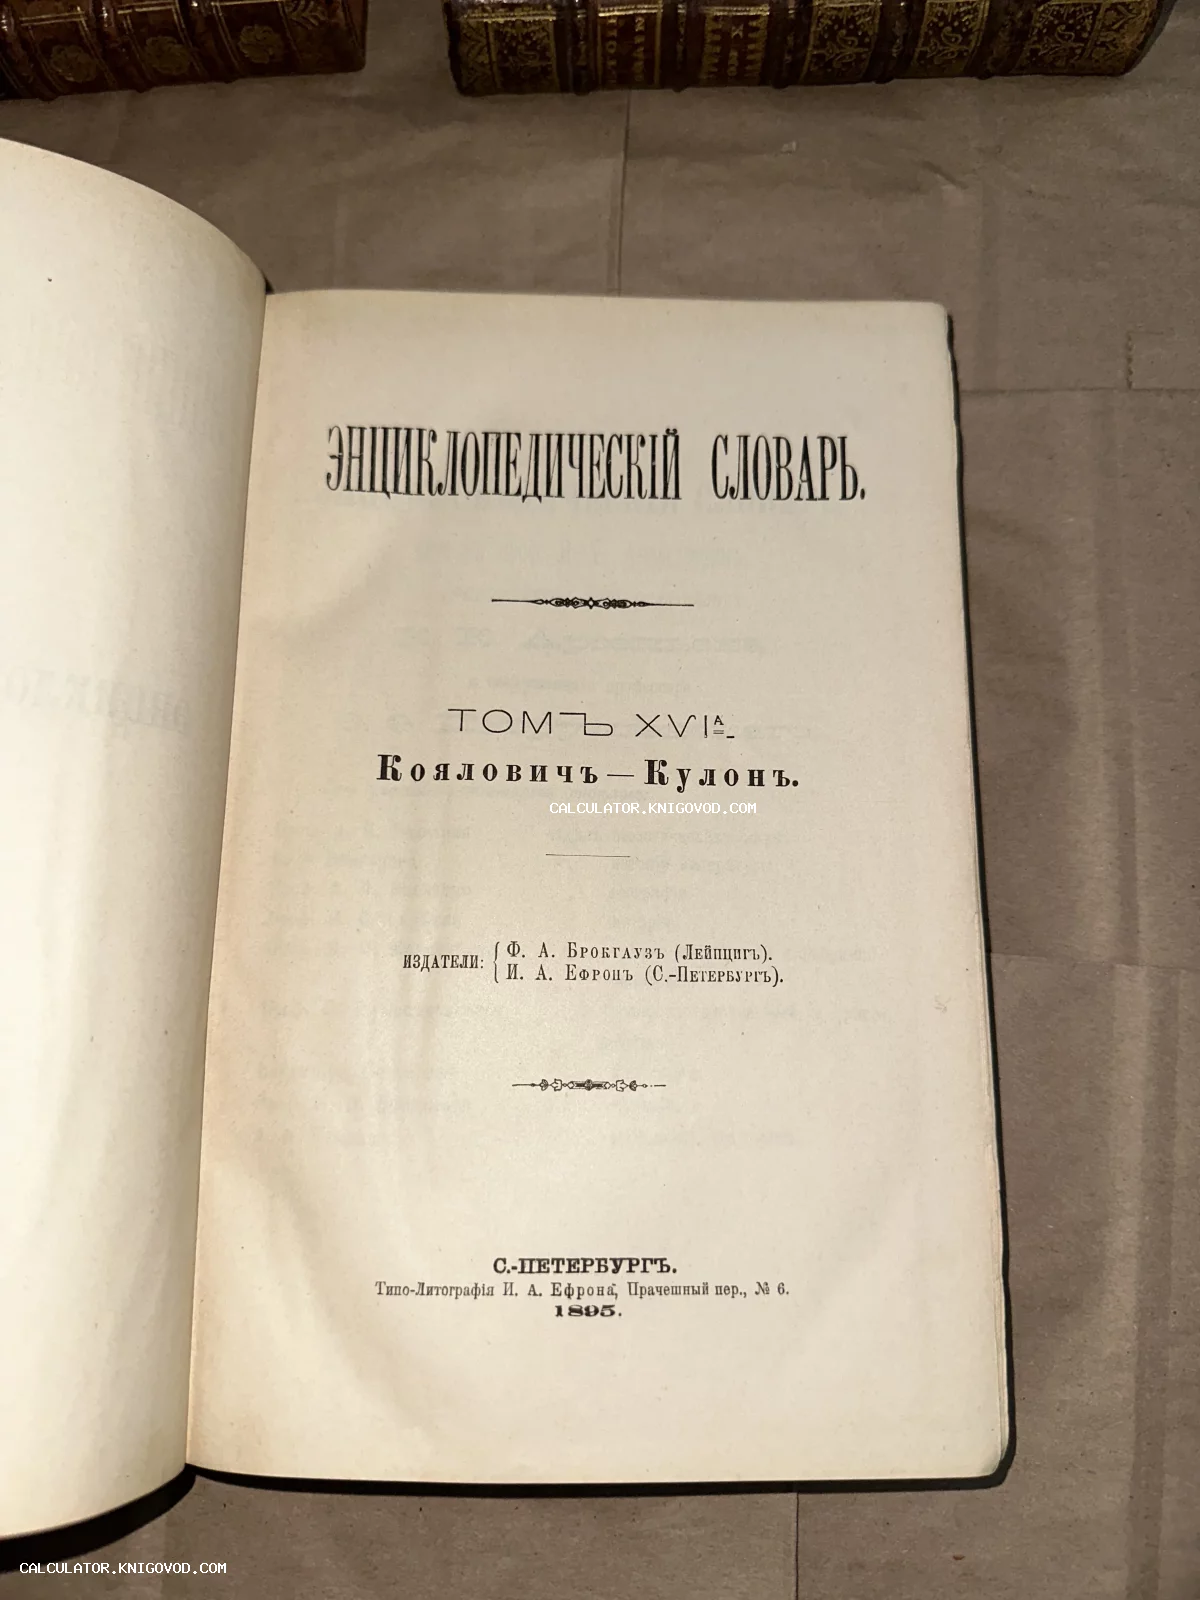 ЭНЦИКЛОПЕДИЧЕСКІЙ СЛОВАРЬ.
ТОМЪ XVIА
Кояловичъ — Кулонъ.
CALCULATOR.KNIGOVOD.COM
ИЗДАТЕЛИ:
Ф. А. Брокгаузъ (Лейпцигъ).
И. А. Ефронъ (С.-Петербургъ).
С.-ПЕТЕРБУРГЪ.
Типо-Литографія И. А. Ефрона, Прачешный пер., № 6.
1895.
CALCULATOR.KNIGOVOD.COM